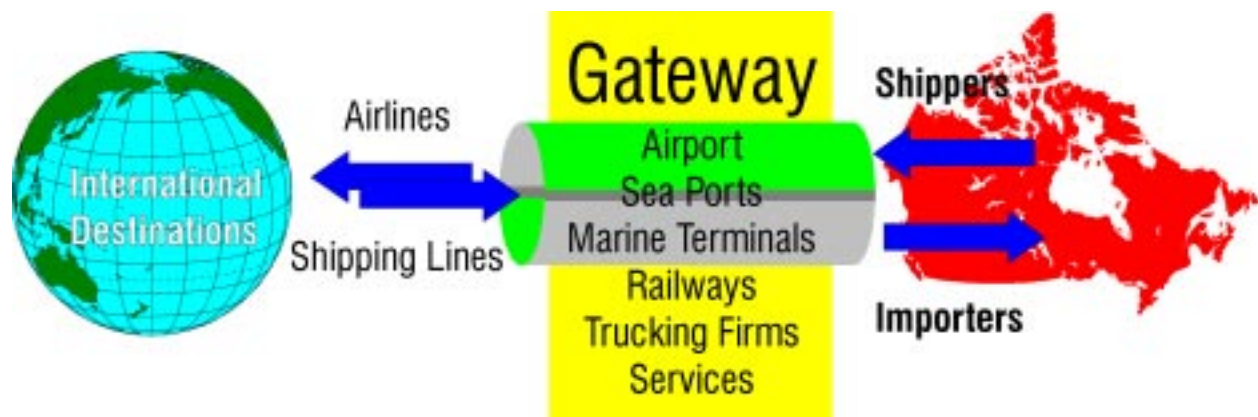 Gateway
Airlines
Shipping Lines
International
Destinations
Airport
Sea Ports
Marine Terminals
Railways
Trucking Firms
Services
Shippers
Importers